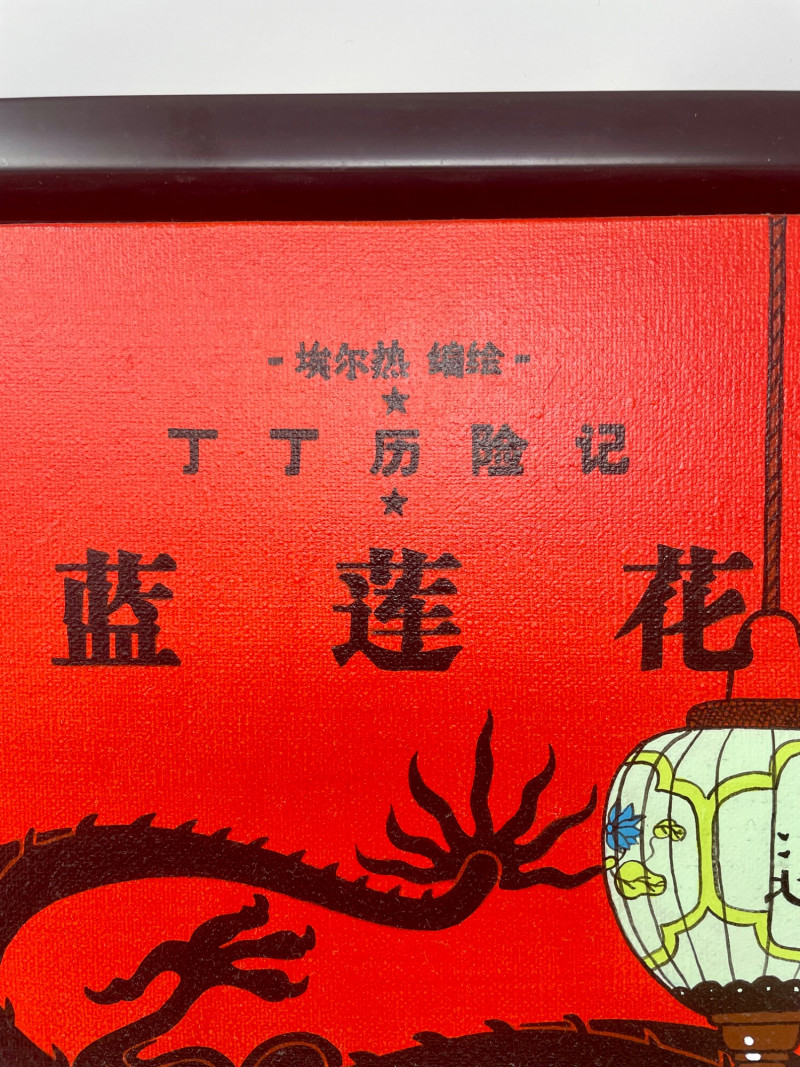 - 埃尔热 编绘 -
★
丁丁历险记
★
蓝莲花